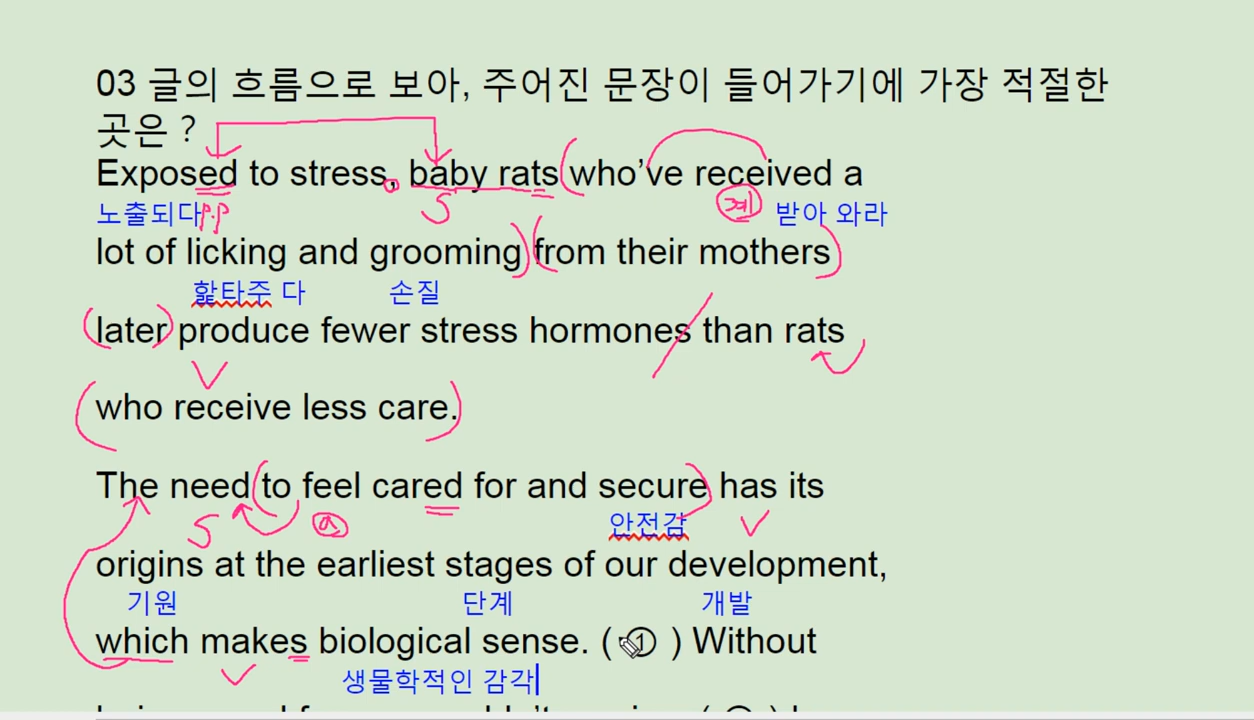 03 글의 흐름으로 보아, 주어진 문장이 들어가기에 가장 적절한
곳은 ?
Exposed to stress, baby rats (who've received a
노출되다 p.p S 계 받아 와라
lot of licking and grooming) (from their mothers)
핥타주 다 손질
(later) produce fewer stress hormones / than rats
V
(who receive less care.)
The need (to feel cared for and secure) has its
S 안전감 V
origins at the earliest stages of our development,
기원 단계 개발
which makes biological sense. ( ① ) Without
V 생물학적인 감각